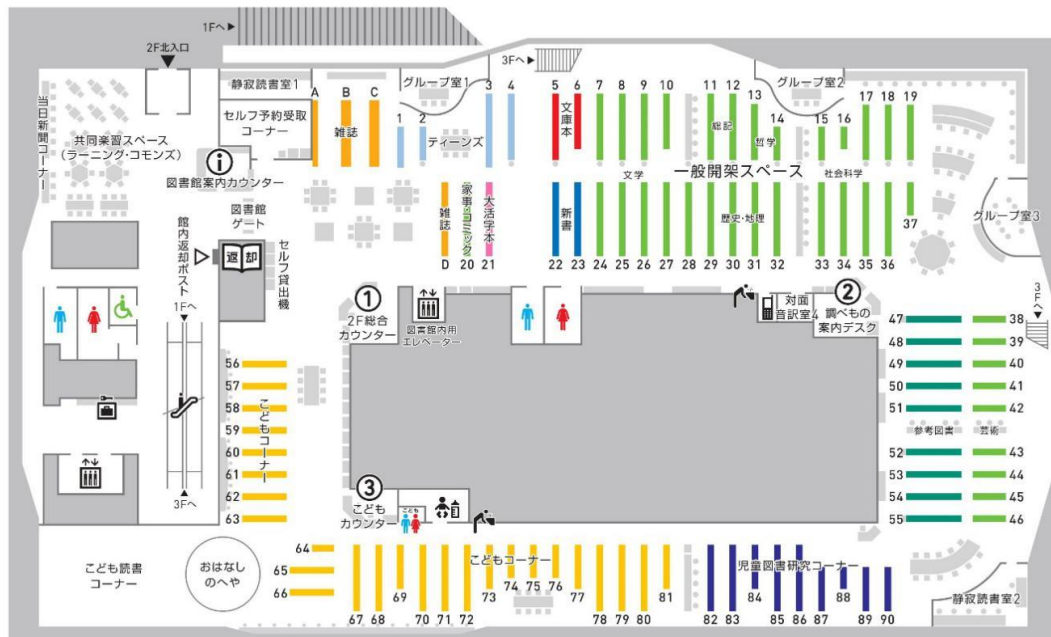 1Fへ▶
2F北入口
3Fへ▶
静寂読書室1
グループ室1
グループ室2
当日新聞コーナー
共同楽習スペース
(ラーニング・コモンズ)
セルフ予約受取
コーナー
A
B
C
雑誌
1
2
3
4
ティーンズ
5
6
文庫本
7
8
9
10
11
12
13
14
15
16
17
18
19
総記
哲学
i
図書館案内カウンター
文学
一般開架スペース
社会科学
図書館
ゲート
館内返却ポスト
返却
セルフ貸出機
雑誌
家事・コミック
大活字本
新書
歴史・地理
37
グループ室3
D
20
21
22
23
24
25
26
27
28
29
30
31
32
33
34
35
36
1Fへ
①
2F総合
カウンター
図書館内用
エレベーター
対面
音訳室4
②
調べもの
案内デスク
3Fへ
47
48
49
50
51
38
39
40
41
42
参考図書
芸術
52
53
54
55
43
44
45
46
56
57
58
59
60
61
62
63
こどもコーナー
3Fへ
③
こども
カウンター
こども
こども読書
コーナー
おはなし
のへや
64
65
66
こどもコーナー
67
68
69
70
71
72
73
74
75
76
77
78
79
80
81
児童図書研究コーナー
82
83
84
85
86
87
88
89
90
静寂読書室2